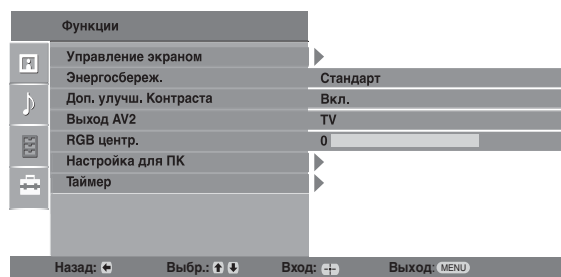 Функции
Управление экраном
Энергосбереж. Стандарт
Доп. улучш. Контраста Вкл.
Выход AV2 TV
RGB центр. 0
Настройка для ПК
Таймер
Назад: Выбр.: Вход: Выход: MENU